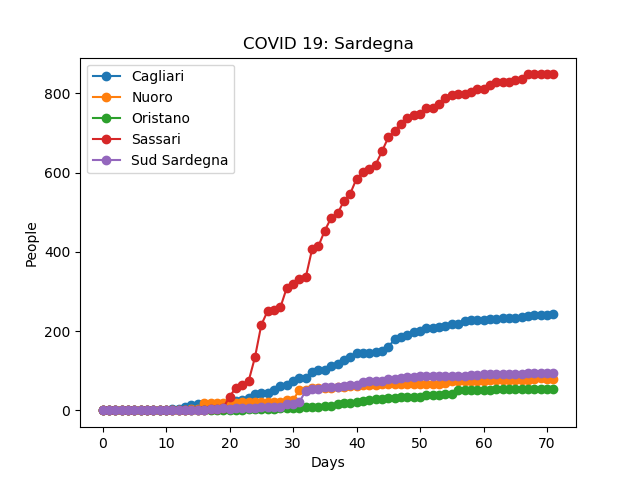 COVID 19: Sardegna
Cagliari
Nuoro
Oristano
Sassari
Sud Sardegna
People
800
600
400
200
0
0 10 20 30 40 50 60 70
Days